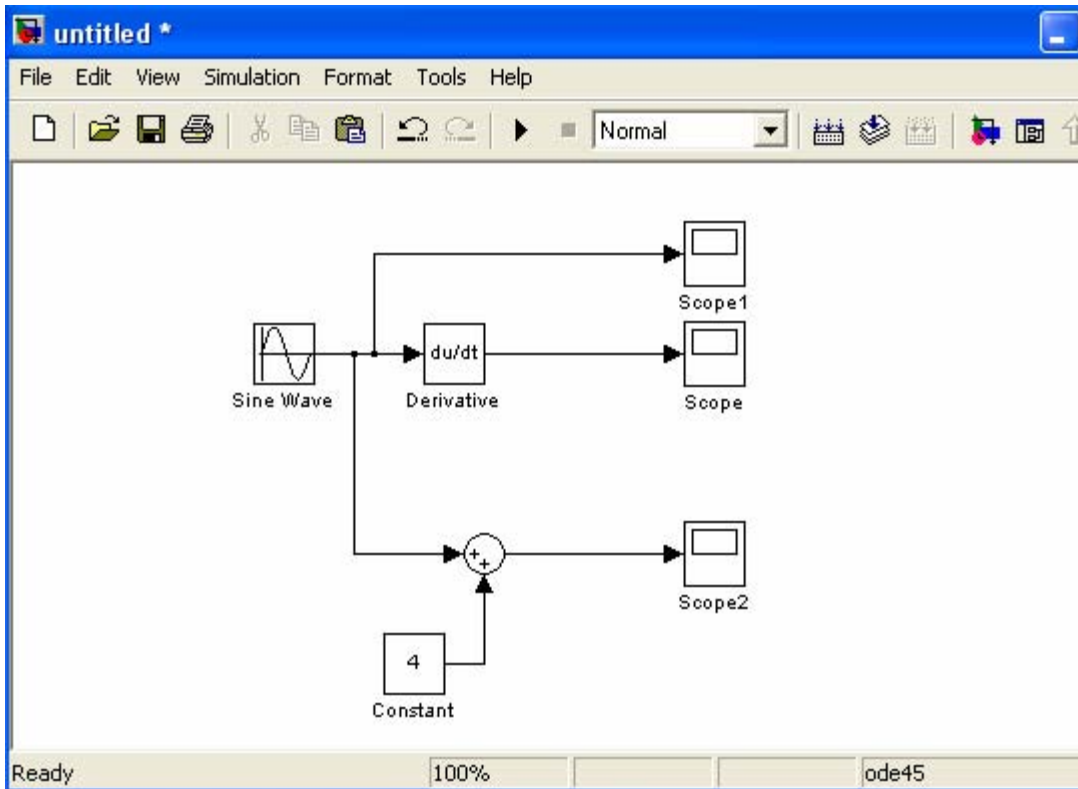 untitled *
File Edit View Simulation Format Tools Help
Normal
Scope1
du/dt
Sine Wave
Derivative
Scope
+
+
Scope2
4
Constant
Ready 100% ode45